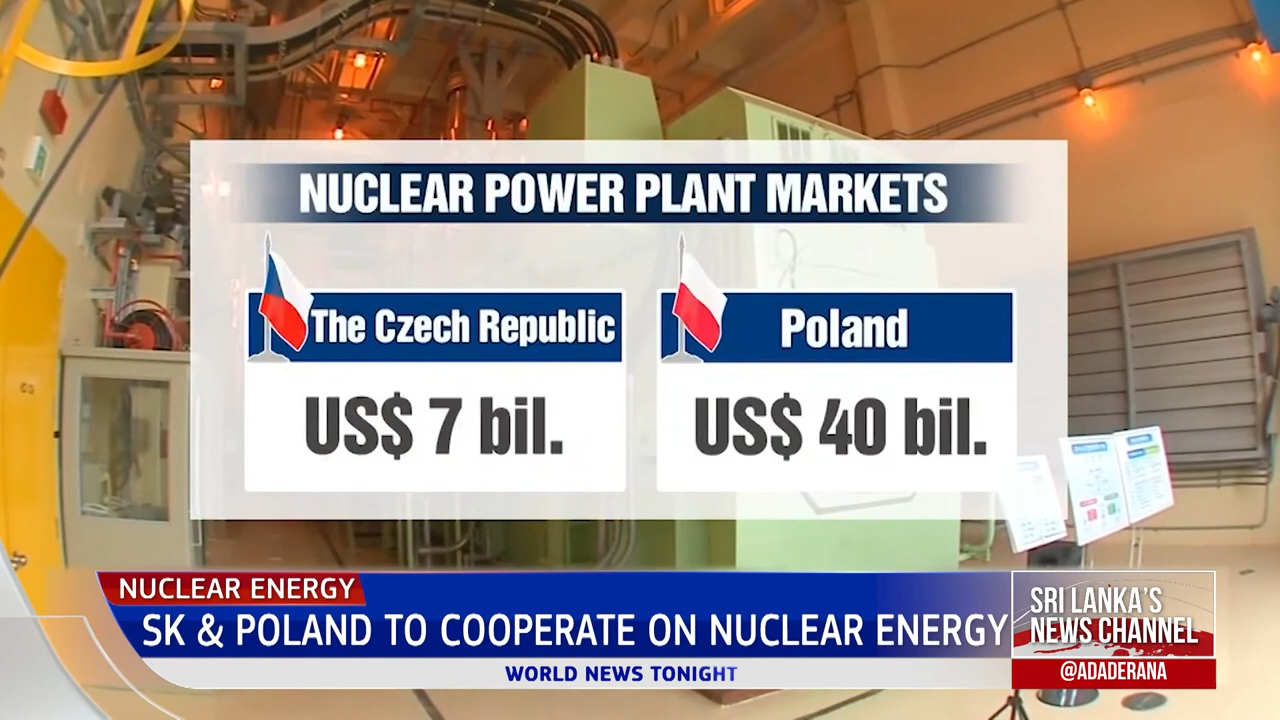 NUCLEAR POWER PLANT MARKETS
The Czech Republic
US$ 7 bil.
Poland
US$ 40 bil.
NUCLEAR ENERGY
SK & POLAND TO COOPERATE ON NUCLEAR ENERGY
WORLD NEWS TONIGHT
SRI LANKA'S
NEWS CHANNEL
@ADADERANA